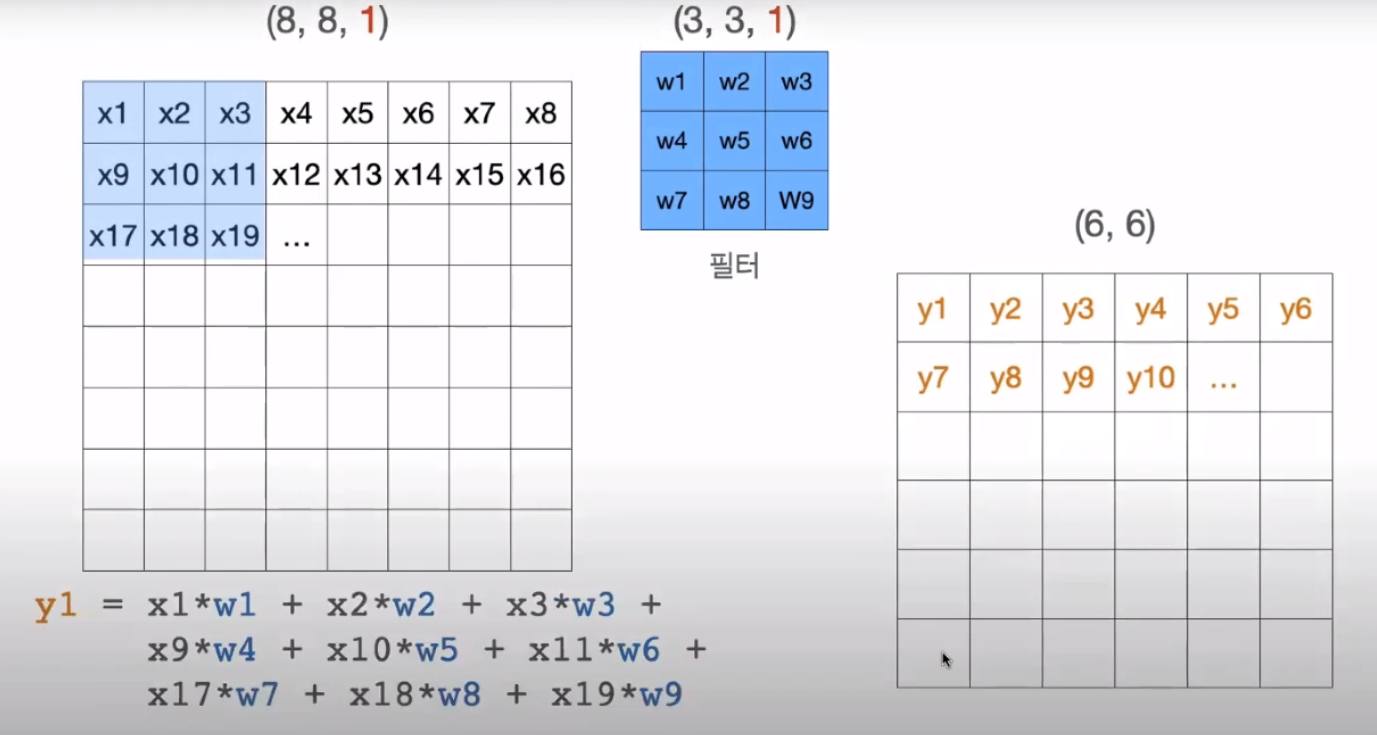 (8, 8, 1)
x1 x2 x3 x4 x5 x6 x7 x8
x9 x10 x11 x12 x13 x14 x15 x16
x17 x18 x19 ...
(3, 3, 1)
w1 w2 w3
w4 w5 w6
w7 w8 W9
필터
(6, 6)
y1 y2 y3 y4 y5 y6
y7 y8 y9 y10 ...
y1 = x1*w1 + x2*w2 + x3*w3 +
x9*w4 + x10*w5 + x11*w6 +
x17*w7 + x18*w8 + x19*w9